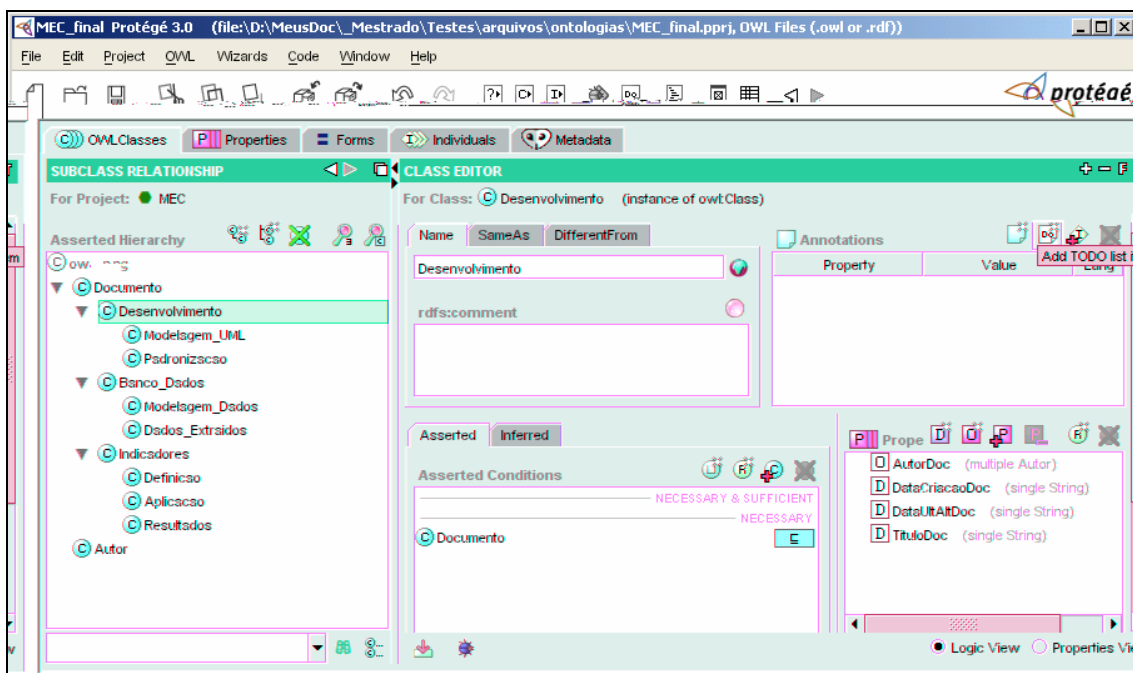 MEC_final Protégé 3.0 (file:\D:\MeusDoc\_Mestrado\Testes\arquivos\ontologias\MEC_final.pprj, OWL Files (.owl or .rdf))
File Edit Project OWL Wizards Code Window Help
protégé
OWLClasses Properties Forms Individuals Metadata
SUBCLASS RELATIONSHIP
For Project: MEC
Asserted Hierarchy
Documento
Desenvolvimento
Modelsgem_UML
Psdronizscso
Bsnco_Dsdos
Modelsgem_Dsdos
Dsdos_Extrsidos
Indicsdores
Definicso
Aplicscso
Resultsdos
Autor
CLASS EDITOR
For Class: Desenvolvimento (instance of owl:Class)
Name SameAs DifferentFrom
Desenvolvimento
rdfs:comment
Annotations
Add TODO list i
Property Value Lang
Asserted Inferred
Asserted Conditions
NECESSARY & SUFFICIENT
NECESSARY
Documento
Prope
AutorDoc (multiple Autor)
DataCriacaoDoc (single String)
DataUltAltDoc (single String)
TituloDoc (single String)
Logic View Properties Vie